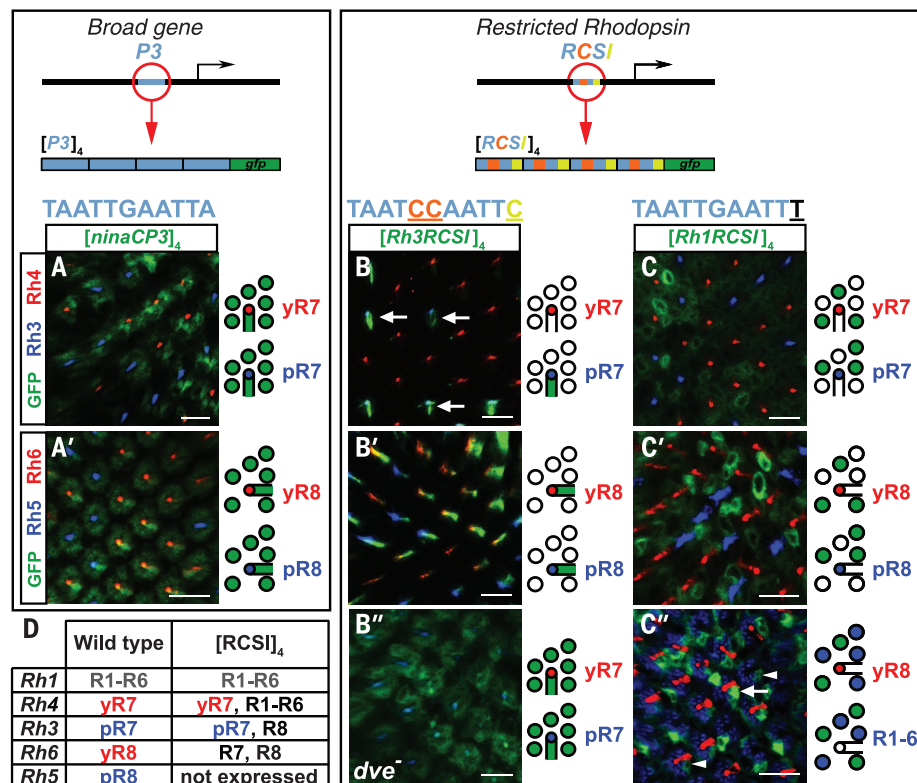 Broad gene
P3
[P3]4
gfp
TAATTGAATTA
[ninaCP3]4
Restricted Rhodopsin
RCSI
[RCSI]4
gfp
TAATCCAATTC
[Rh3RCSI]4
TAATTGAATTT
[Rh1RCSI]4
GFP Rh3 Rh4
A
yR7
pR7
B
yR7
pR7
C
yR7
pR7
GFP Rh5 Rh6
A′
B′
yR8
pR8
C′
yR8
pR8
B″
dve-
yR7
pR7
C″
yR8
R1-6
D
Wild type [RCSI]4
Rh1 R1-R6 R1-R6
Rh4 yR7 yR7, R1-R6
Rh3 pR7 pR7, R8
Rh6 yR8 R7, R8
Rh5 pR8 not expressed